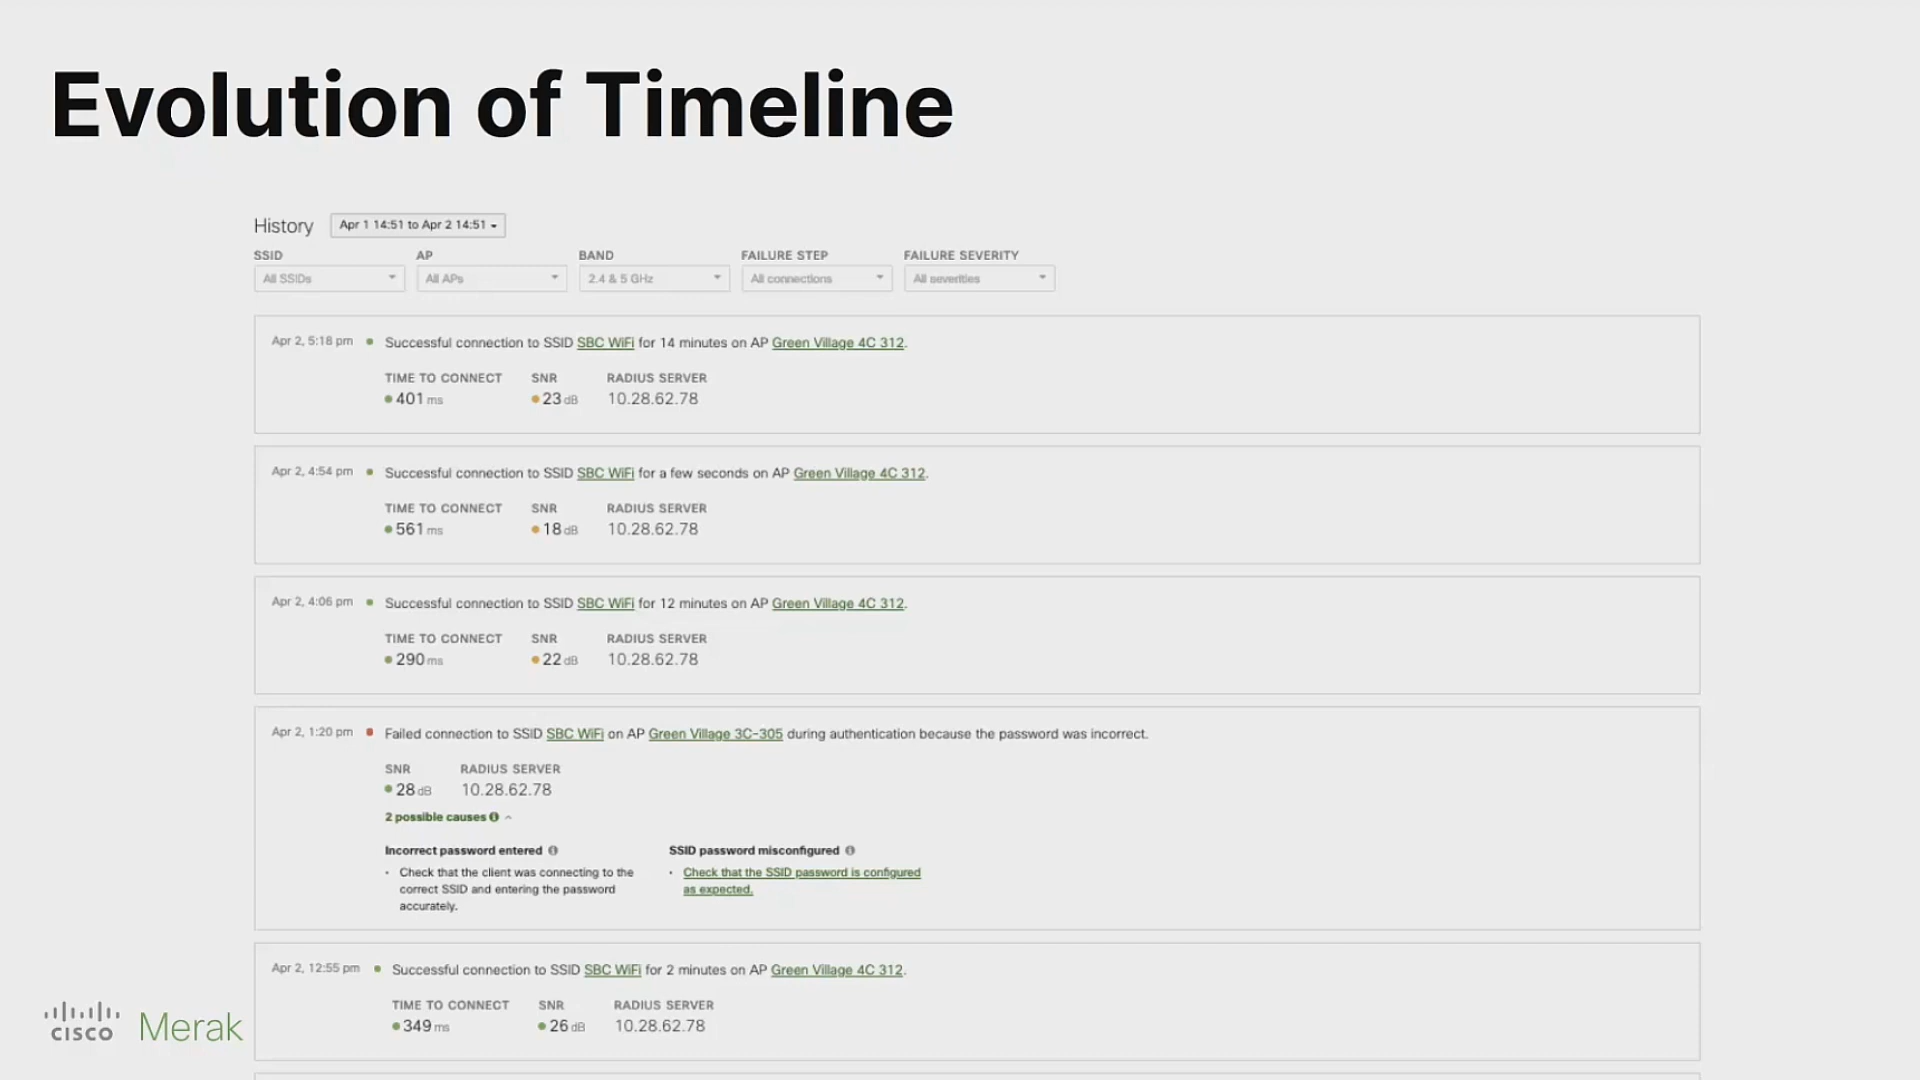 Evolution of Timeline
History Apr 1 14:51 to Apr 2 14:51
SSID AP BAND FAILURE STEP FAILURE SEVERITY
All SSIDs All APs 2.4 & 5 GHz All connections All severities
Apr 2, 5:18 pm Successful connection to SSID SBC WiFi for 14 minutes on AP Green Village 4C 312.
TIME TO CONNECT SNR RADIUS SERVER
401 ms 23 dB 10.28.62.78
Apr 2, 4:54 pm Successful connection to SSID SBC WiFi for a few seconds on AP Green Village 4C 312.
TIME TO CONNECT SNR RADIUS SERVER
561 ms 18 dB 10.28.62.78
Apr 2, 4:06 pm Successful connection to SSID SBC WiFi for 12 minutes on AP Green Village 4C 312.
TIME TO CONNECT SNR RADIUS SERVER
290 ms 22 dB 10.28.62.78
Apr 2, 1:20 pm Failed connection to SSID SBC WiFi on AP Green Village 3C-305 during authentication because the password was incorrect.
SNR RADIUS SERVER
28 dB 10.28.62.78
2 possible causes
Incorrect password entered
Check that the client was connecting to the
correct SSID and entering the password
accurately.
SSID password misconfigured
Check that the SSID password is configured
as expected.
Apr 2, 12:55 pm Successful connection to SSID SBC WiFi for 2 minutes on AP Green Village 4C 312.
TIME TO CONNECT SNR RADIUS SERVER
349 ms 26 dB 10.28.62.78
CISCO Merak